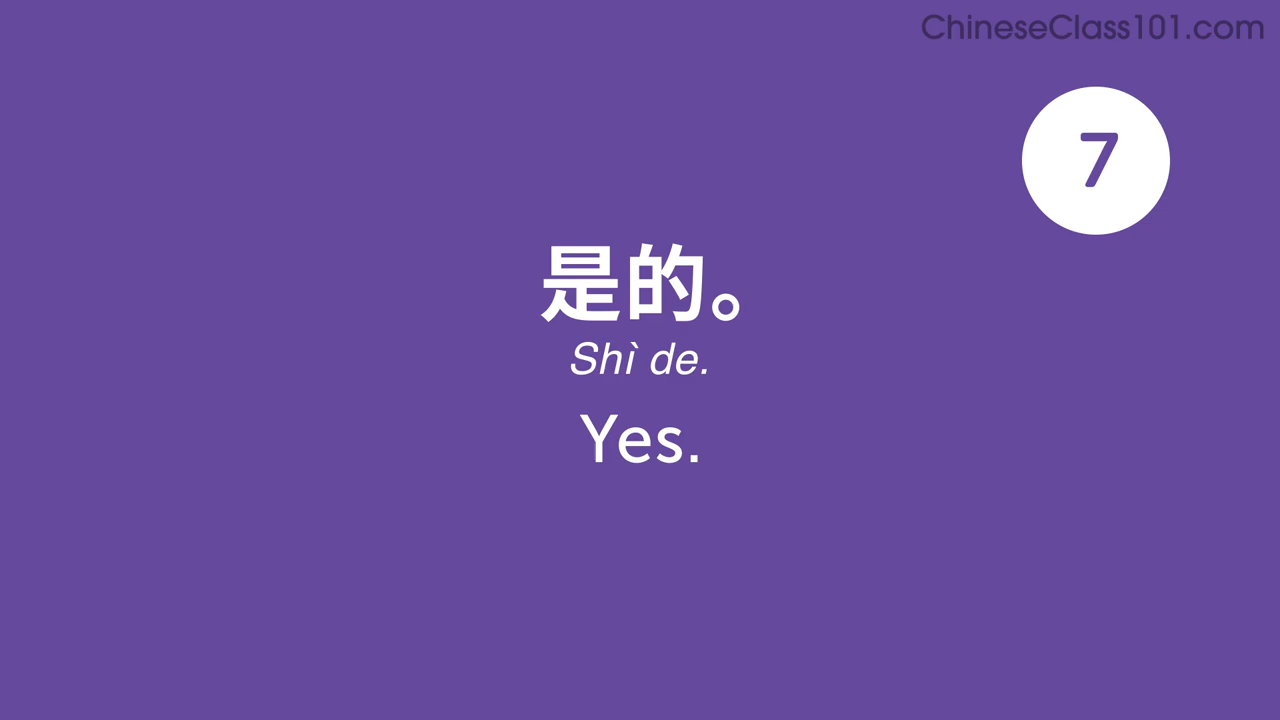 ChineseClass101.com
7
是的。
Shì de.
Yes.